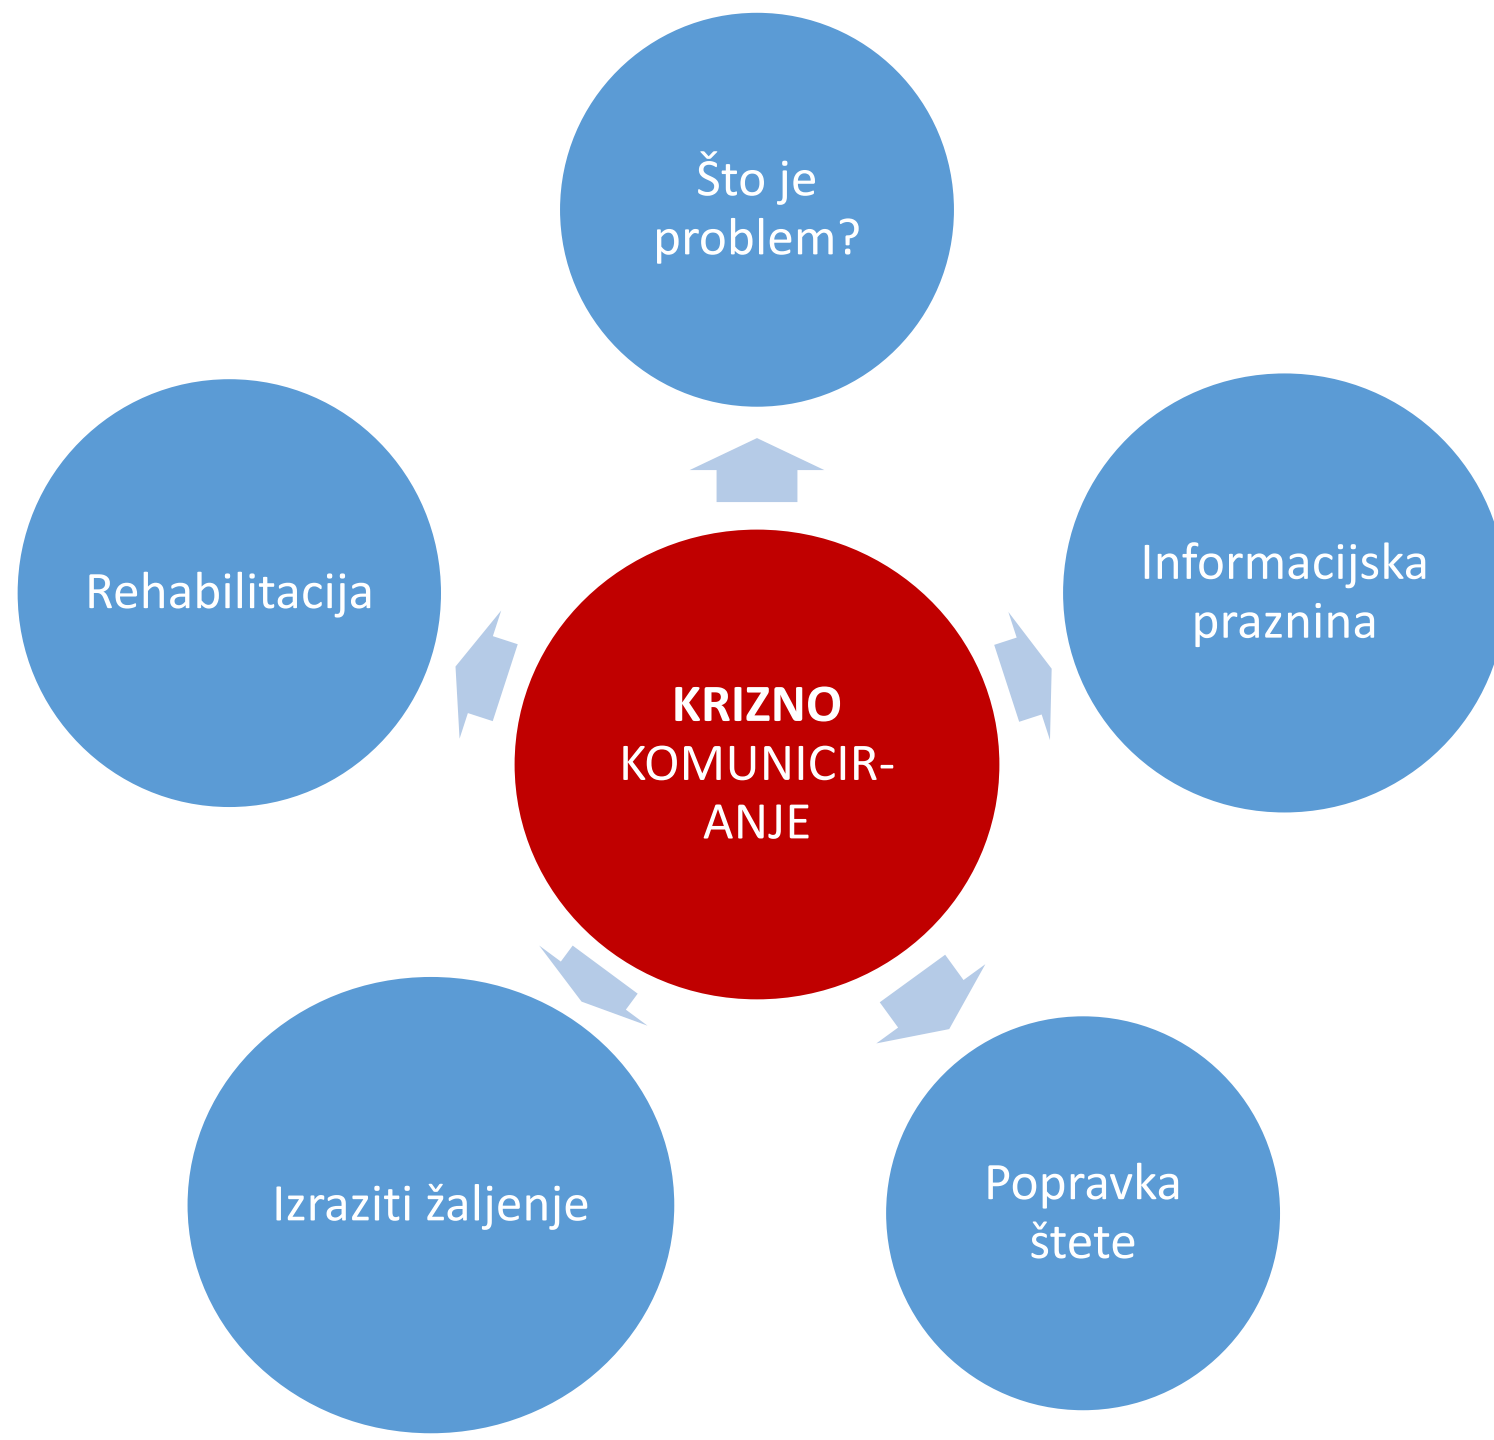 Što je
problem?
Informacijska
praznina
Popravka
štete
Izraziti žaljenje
Rehabilitacija
KRIZNO
KOMUNICIR-
ANJE